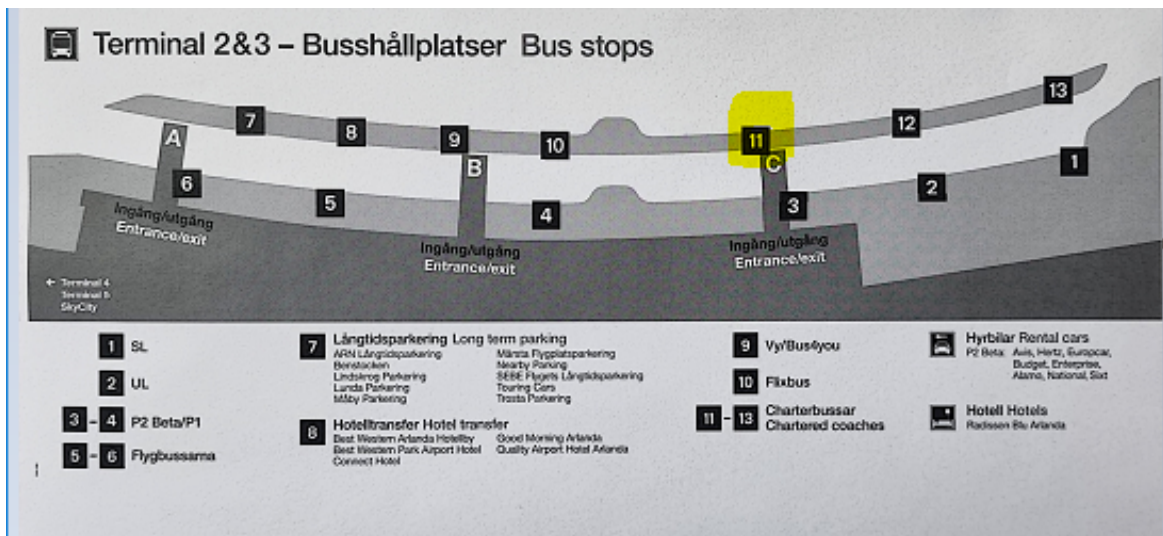 Terminal 2&3 – Busshållplatser Bus stops
13
7
8
9
10
11
12
A
B
C
6
5
4
3
2
1
Ingång/utgång
Entrance/exit
Ingång/utgång
Entrance/exit
Ingång/utgång
Entrance/exit
← Terminal 4
Terminal 5
SkyCity
1 SL
2 UL
3 – 4 P2 Beta/P1
5 – 6 Flygbussarna
7 Långtidsparkering Long term parking
ARN Långtidsparkering
Benstocken
Lindskrog Parkering
Lunda Parkering
Måby Parkering
Märsta Flygplatsparkering
Nearby Parking
SEBE Flygets Långtidsparkering
Touring Cars
Trosta Parkering
8 Hotelltransfer Hotel transfer
Best Western Arlanda Hotellby
Best Western Park Airport Hotel
Connect Hotel
Good Morning Arlanda
Quality Airport Hotel Arlanda
9 Vy/Bus4you
10 Flixbus
11 – 13 Charterbussar
Chartered coaches
Hyrbilar Rental cars
P2 Beta: Avis, Hertz, Europcar,
Budget, Enterprise,
Alamo, National, Sixt
Hotell Hotels
Radisson Blu Arlanda